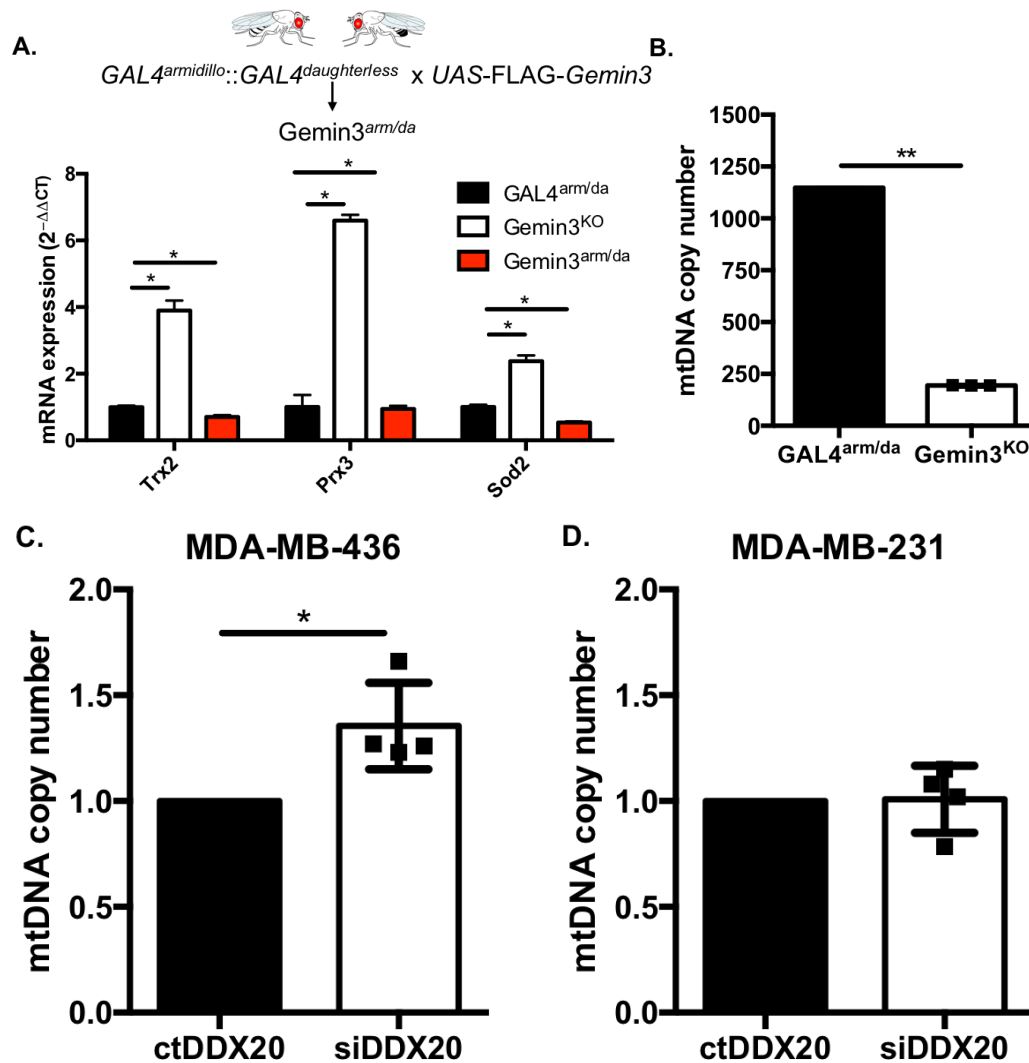 A.
GAL4armidillo::GAL4daughterless x UAS-FLAG-Gemin3
Gemin3arm/da
mRNA expression (2−ΔΔCT)
8
6
4
2
0
*
*
*
*
*
*
GAL4arm/da
Gemin3KO
Gemin3arm/da
Trx2
Prx3
Sod2
B.
mtDNA copy number
1500
1250
1000
750
500
250
0
**
GAL4arm/da
Gemin3KO
C.
MDA-MB-436
mtDNA copy number
2.0
1.5
1.0
0.5
0.0
*
ctDDX20
siDDX20
D.
MDA-MB-231
mtDNA copy number
2.0
1.5
1.0
0.5
0.0
ctDDX20
siDDX20